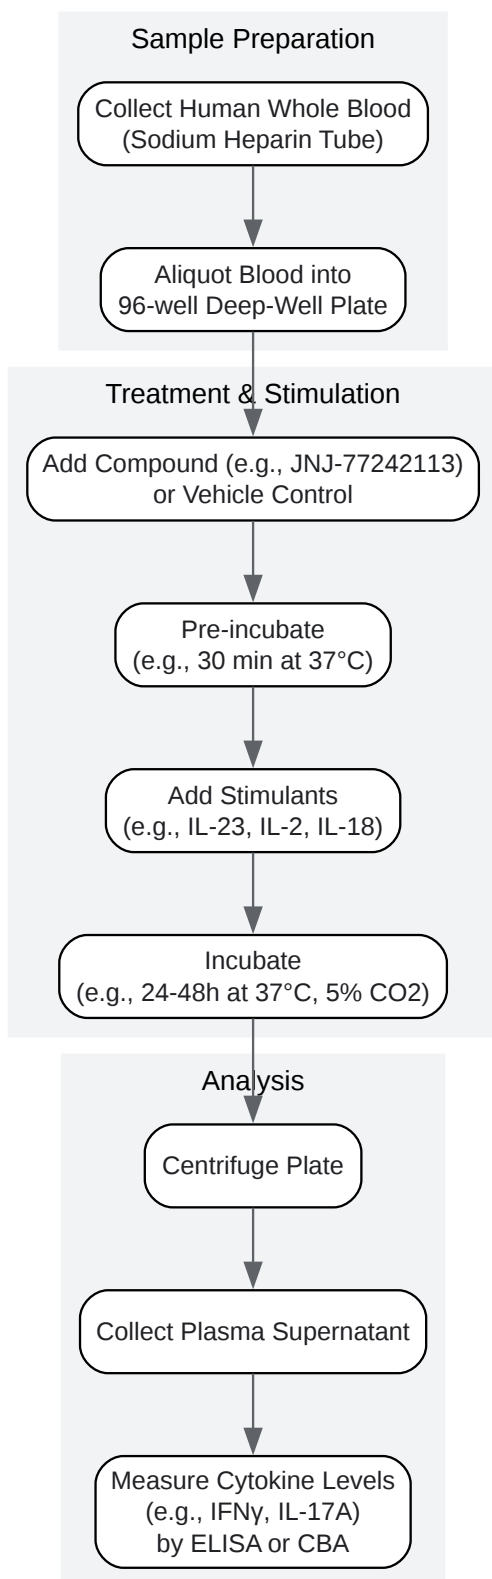 Sample Preparation
Collect Human Whole Blood
(Sodium Heparin Tube)
Aliquot Blood into
96-well Deep-Well Plate
Treatment & Stimulation
Add Compound (e.g., JNJ-77242113)
or Vehicle Control
Pre-incubate
(e.g., 30 min at 37°C)
Add Stimulants
(e.g., IL-23, IL-2, IL-18)
Incubate
(e.g., 24-48h at 37°C, 5% CO2)
Analysis
Centrifuge Plate
Collect Plasma Supernatant
Measure Cytokine Levels
(e.g., IFNγ, IL-17A)
by ELISA or CBA